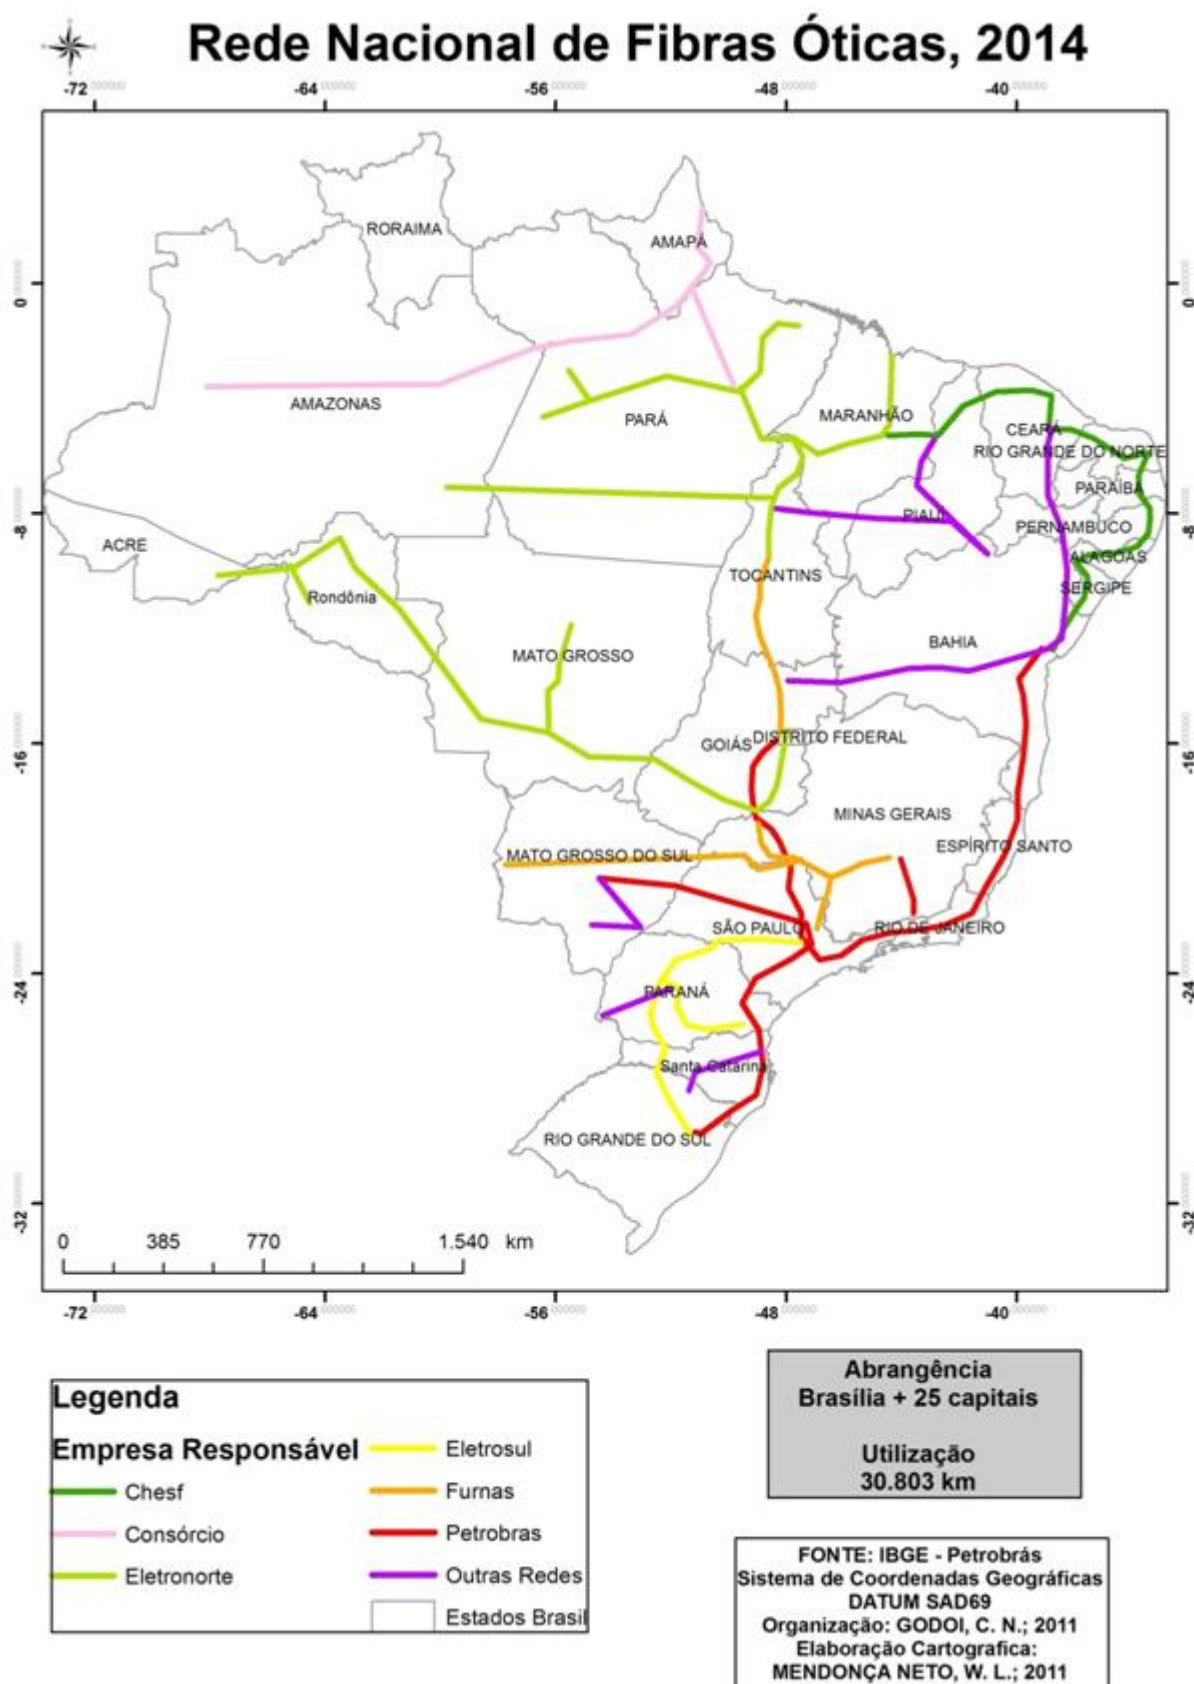 Rede Nacional de Fibras Óticas, 2014
-72 -64 -56 -48 -40
RORAIMA
AMAPÁ
0 0
AMAZONAS
PARÁ
MARANHÃO
CEARÁ
RIO GRANDE DO NORTE
PARAÍBA
-8 -8
PIAUÍ
PERNAMBUCO
ACRE
ALAGOAS
TOCANTINS
SERGIPE
Rondônia
BAHIA
MATO GROSSO
-16 -16
GOIÁS
DISTRITO FEDERAL
MINAS GERAIS
ESPÍRITO SANTO
MATO GROSSO DO SUL
SÃO PAULO
RIO DE JANEIRO
-24 -24
PARANÁ
Santa Catarina
RIO GRANDE DO SUL
-32 -32
0 385 770 1.540 km
-72 -64 -56 -48 -40
Legenda
Empresa Responsável
Chesf
Consórcio
Eletronorte
Eletrosul
Furnas
Petrobras
Outras Redes
Estados Brasil
Abrangência
Brasília + 25 capitais
Utilização
30.803 km
FONTE: IBGE - Petrobrás
Sistema de Coordenadas Geográficas
DATUM SAD69
Organização: GODOI, C. N.; 2011
Elaboração Cartografica:
MENDONÇA NETO, W. L.; 2011